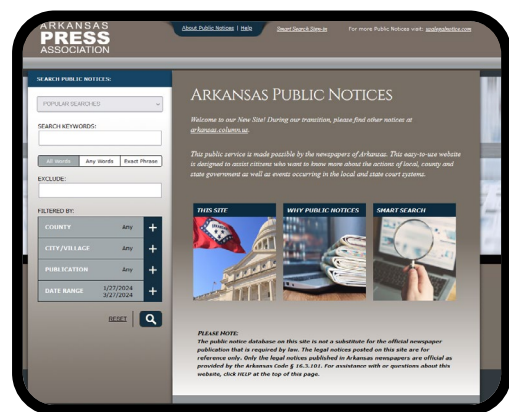 ARKANSAS
PRESS
ASSOCIATION
About Public Notices | Help
Smart Search Sign-in
For more Public Notices visit: usalegalnotice.com
SEARCH PUBLIC NOTICES:
POPULAR SEARCHES
SEARCH KEYWORDS:
All Words Any Words Exact Phrase
EXCLUDE:
FILTERED BY:
COUNTY Any +
CITY/VILLAGE Any +
PUBLICATION Any +
DATE RANGE 1/27/2024 +
3/27/2024
RESET
ARKANSAS PUBLIC NOTICES
Welcome to our New Site! During our transition, please find other notices at
arkansas.column.us.
This public service is made possible by the newspapers of Arkansas. This easy-to-use website
is designed to assist citizens who want to know more about the actions of local, county and
state government as well as events occurring in the local and state court systems.
THIS SITE
WHY PUBLIC NOTICES
SMART SEARCH
PLEASE NOTE:
The public notice database on this site is not a substitute for the official newspaper
publication that is required by law. The legal notices posted on this site are for
reference only. Only the legal notices published in Arkansas newspapers are official as
provided by the Arkansas Code § 16.3.101. For assistance with or questions about this
website, click HELP at the top of this page.